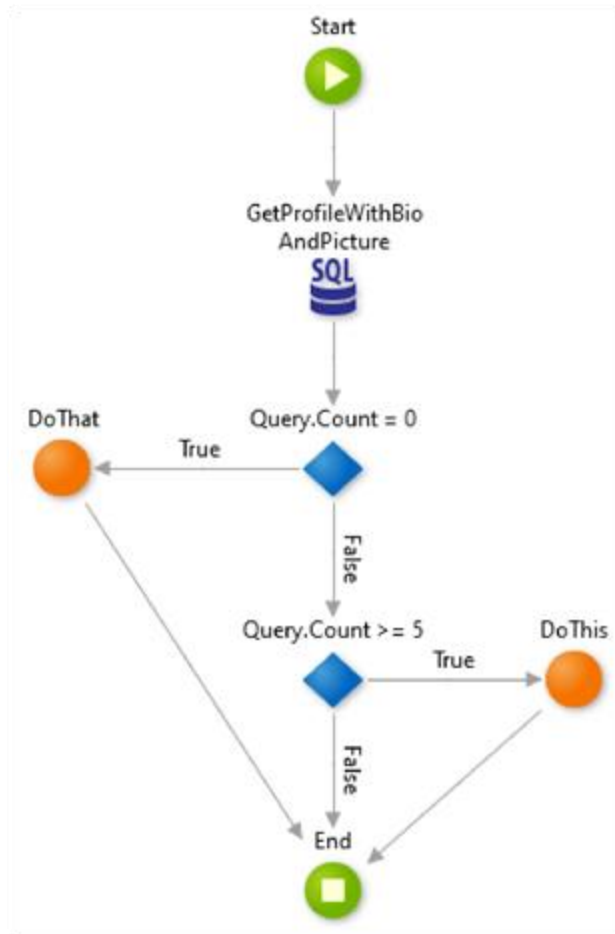 Start
GetProfileWithBio
AndPicture
SQL
DoThat
Query.Count = 0
True
False
Query.Count >= 5
DoThis
True
False
End